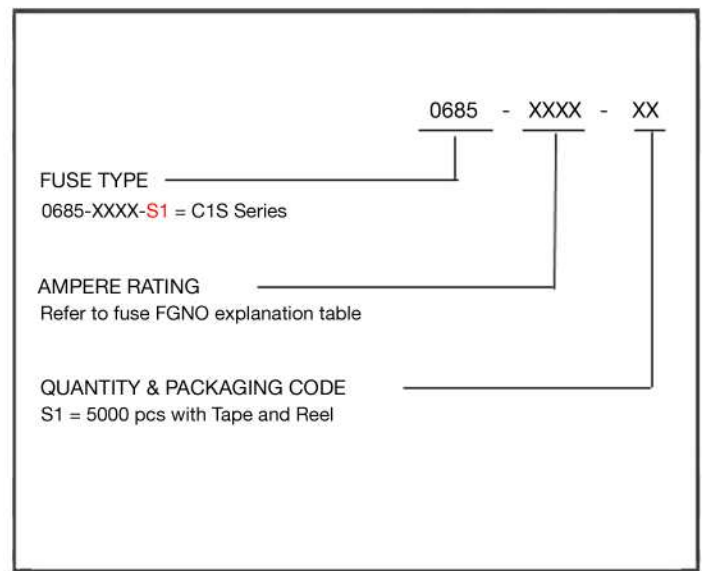 0685 - XXXX - XX
FUSE TYPE
0685-XXXX-S1 = C1S Series
AMPERE RATING
Refer to fuse FGNO explanation table
QUANTITY & PACKAGING CODE
S1 = 5000 pcs with Tape and Reel